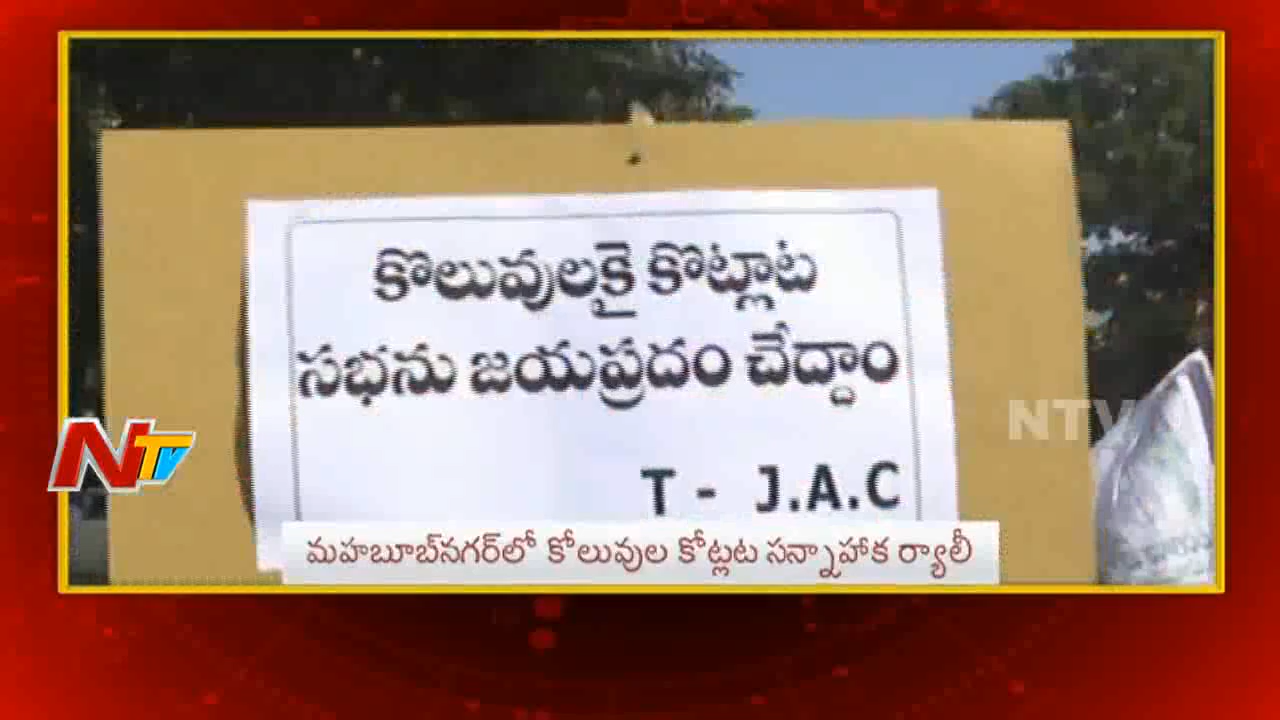 కొలువులకై కొట్లాట
సభను జయప్రదం చేద్దాం
T - J.A.C
NTV
NTV
మహబూబ్‌నగర్‌లో కోలువుల కోట్లట సన్నాహాక ర్యాలీ